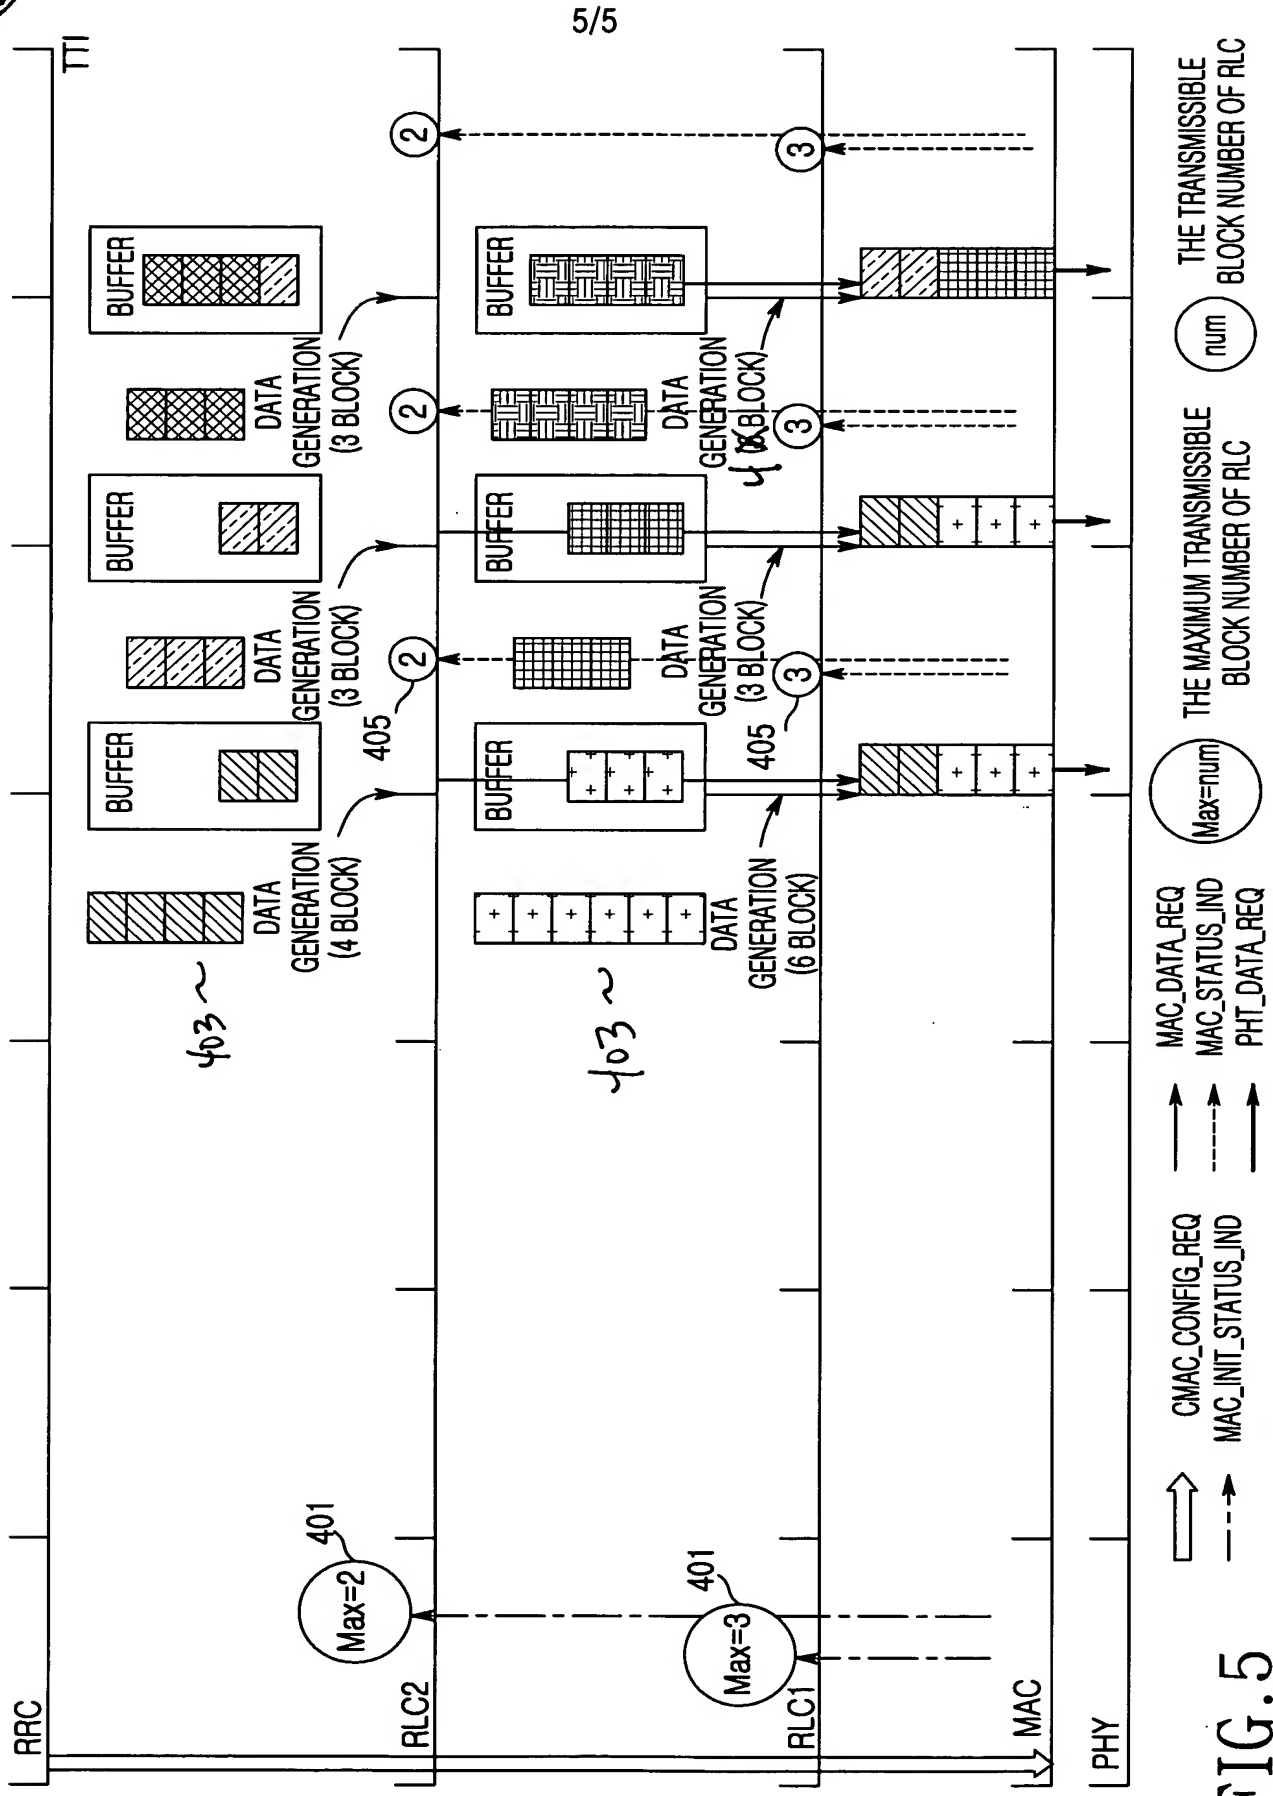 5/5
TTI
RRC
RLC2
RLC1
MAC
PHY
401
Max=2
401
Max=3
403 ~
DATA
GENERATION
(4 BLOCK)
BUFFER
405
2
DATA
GENERATION
(3 BLOCK)
BUFFER
2
DATA
GENERATION
(3 BLOCK)
BUFFER
2
403 ~
DATA
GENERATION
(6 BLOCK)
BUFFER
405
3
DATA
GENERATION
(3 BLOCK)
BUFFER
3
DATA
GENERATION
4 BLOCK)
BUFFER
3
CMAC_CONFIG_REQ
MAC_INIT_STATUS_IND
MAC_DATA_REQ
MAC_STATUS_IND
PHT_DATA_REQ
Max=num
THE MAXIMUM TRANSMISSIBLE
BLOCK NUMBER OF RLC
num
THE TRANSMISSIBLE
BLOCK NUMBER OF RLC
FIG.5